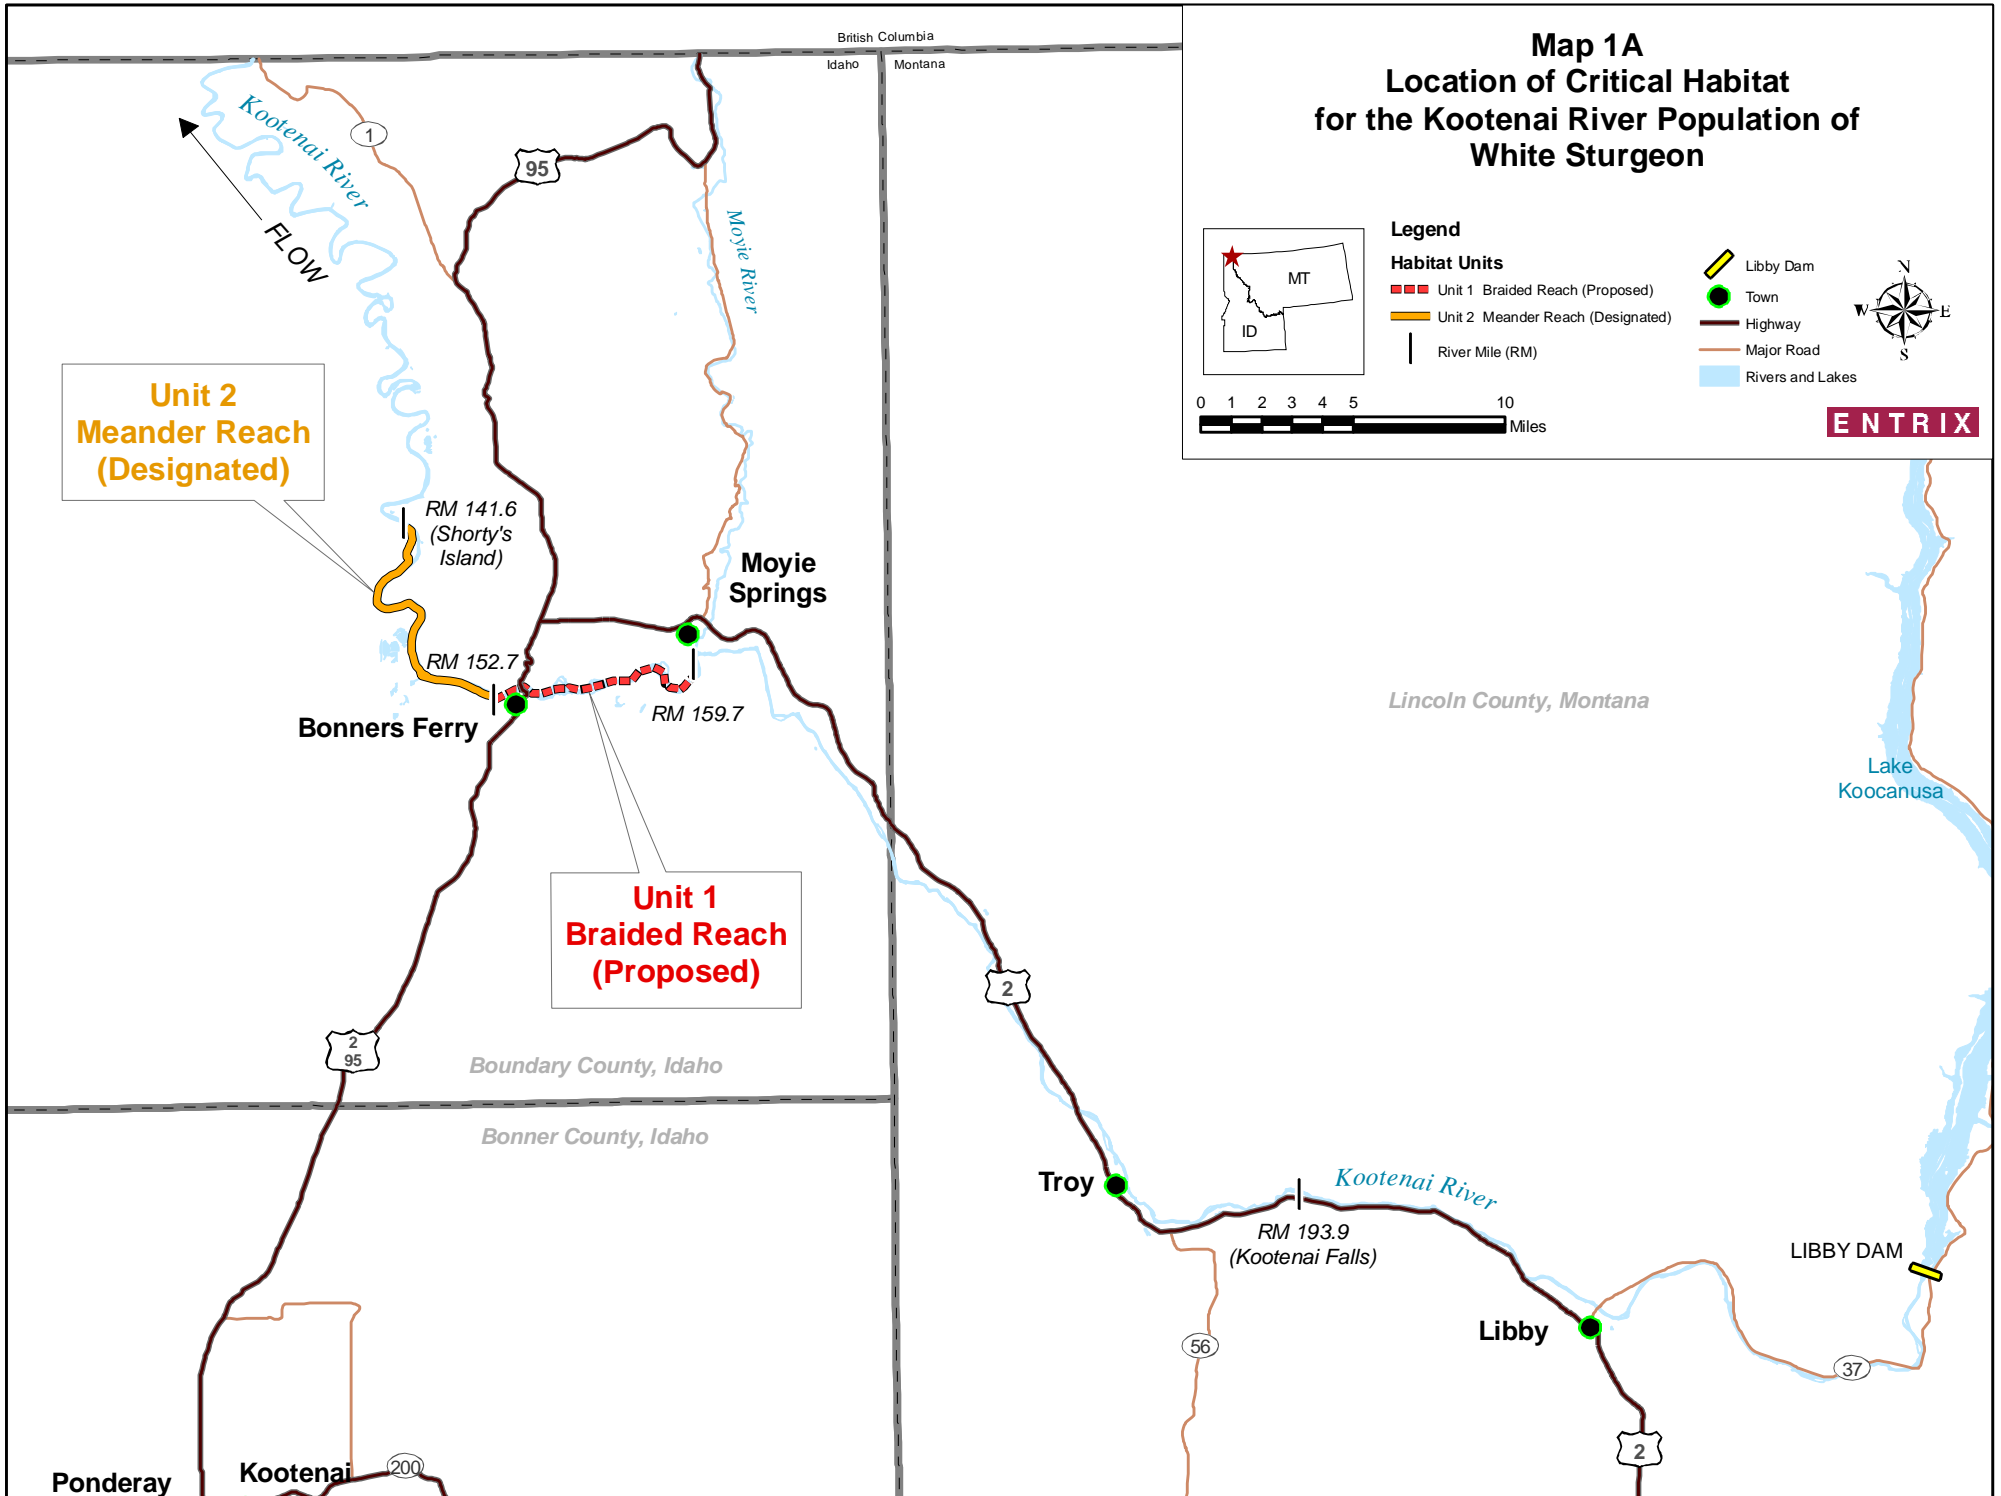 British Columbia
Idaho
Montana
Map 1A
Location of Critical Habitat
for the Kootenai River Population of
White Sturgeon
Legend
Habitat Units
Unit 1 Braided Reach (Proposed)
Unit 2 Meander Reach (Designated)
River Mile (RM)
Libby Dam
Town
Highway
Major Road
Rivers and Lakes
MT
ID
N
W
E
S
0 1 2 3 4 5 10
Miles
ENTRIX
Kootenai River
1
95
FLOW
Moyie River
Unit 2
Meander Reach
(Designated)
RM 141.6
(Shorty's
Island)
Moyie
Springs
RM 152.7
RM 159.7
Bonners Ferry
Lincoln County, Montana
Lake
Koocanusa
Unit 1
Braided Reach
(Proposed)
2
2
95
Boundary County, Idaho
Bonner County, Idaho
Troy
Kootenai River
RM 193.9
(Kootenai Falls)
LIBBY DAM
Libby
56
37
2
Ponderay
Kootenai
200